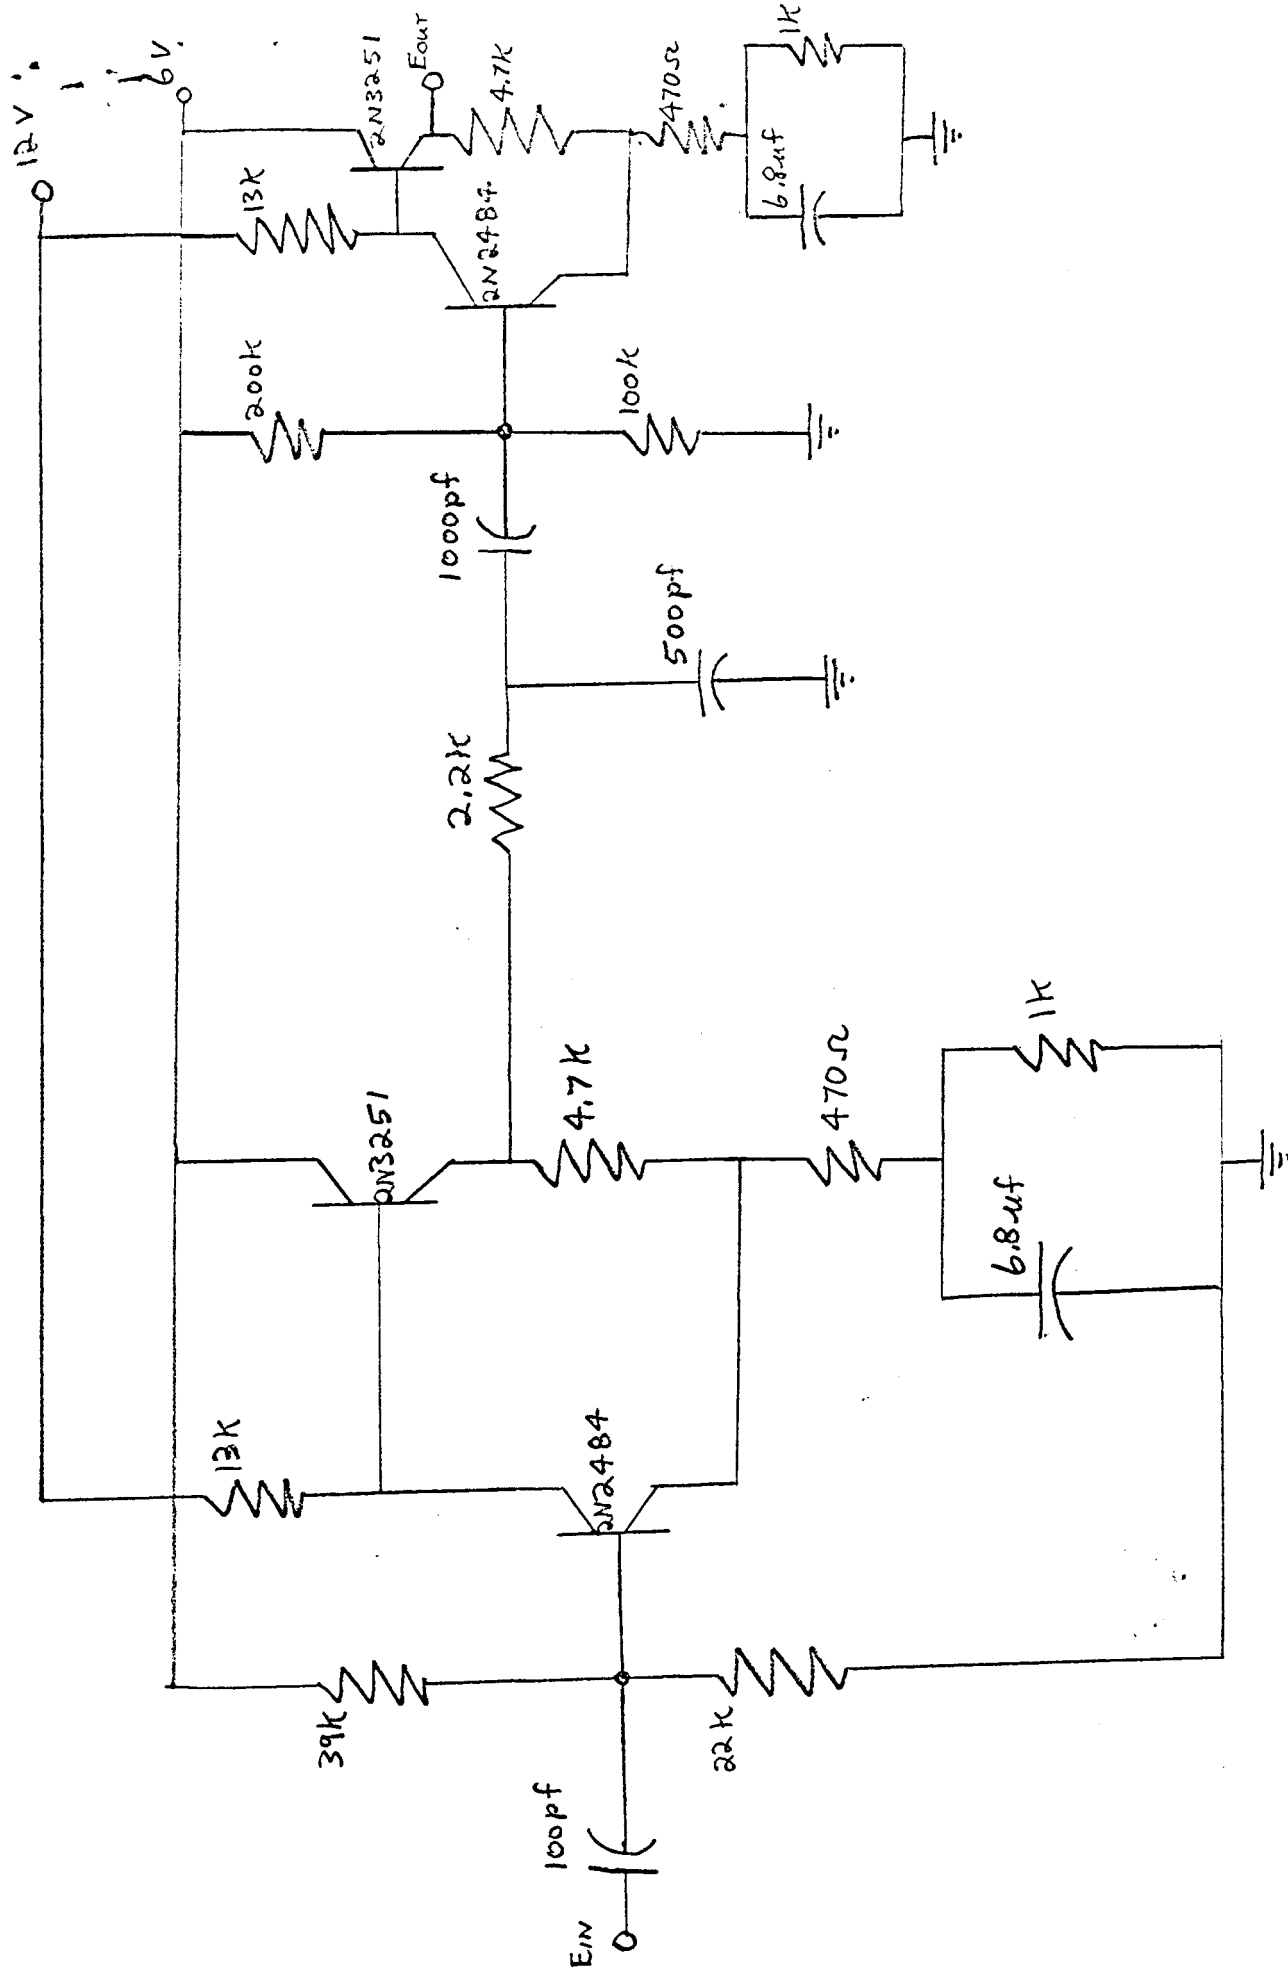 12V
6V
13K
13K
200K
39K
2N3251
2N3251
EOUT
1000pf
2.2K
2N2484
2N2484
4.7K
4.7K
100pf
EIN
100K
500pf
22K
470Ω
470Ω
6.8uf
1K
6.8uf
1K